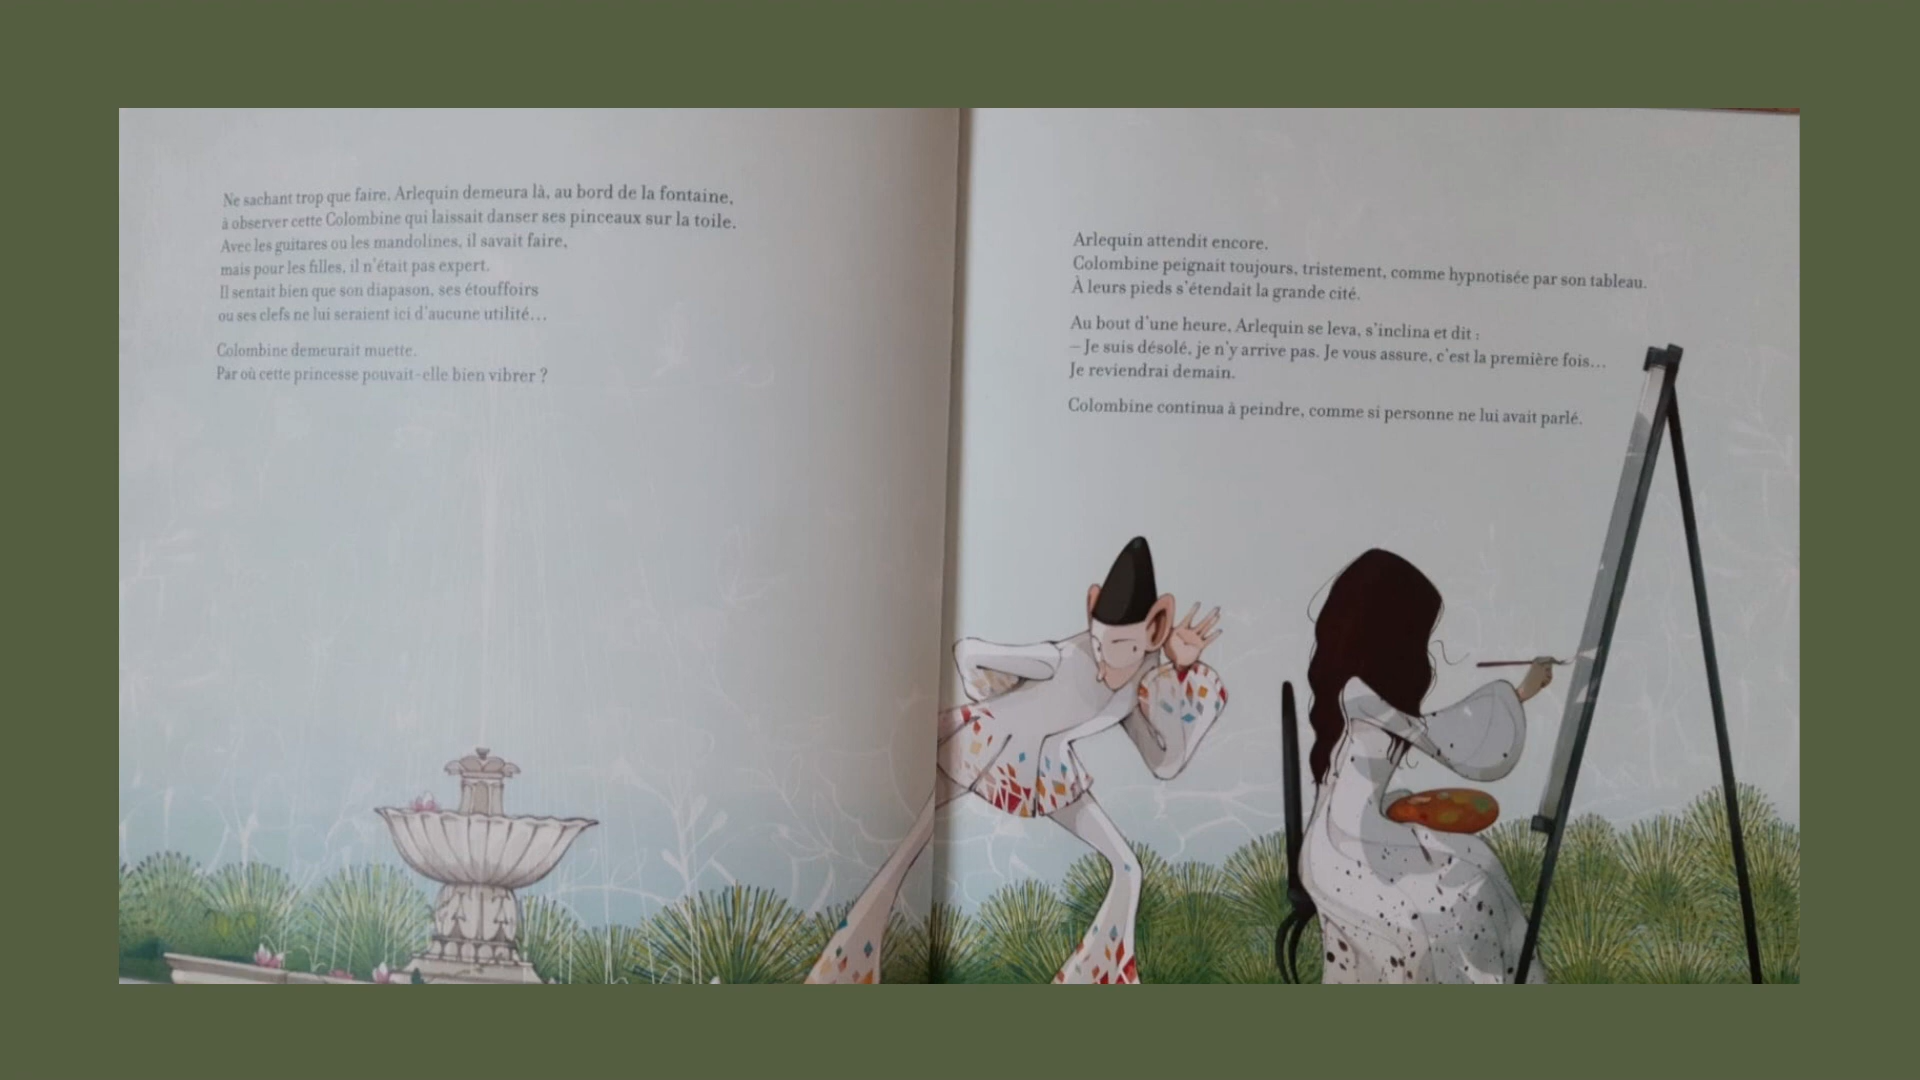 Ne sachant trop que faire, Arlequin demeura là, au bord de la fontaine,
à observer cette Colombine qui laissait danser ses pinceaux sur la toile.
Avec les guitares ou les mandolines, il savait faire,
mais pour les filles, il n'était pas expert.
Il sentait bien que son diapason, ses étouffoirs
ou ses clefs ne lui seraient ici d'aucune utilité…
Colombine demeurait muette.
Par où cette princesse pouvait-elle bien vibrer ?
Arlequin attendit encore.
Colombine peignait toujours, tristement, comme hypnotisée par son tableau.
À leurs pieds s'étendait la grande cité.
Au bout d'une heure, Arlequin se leva, s'inclina et dit :
– Je suis désolé, je n'y arrive pas. Je vous assure, c'est la première fois…
Je reviendrai demain.
Colombine continua à peindre, comme si personne ne lui avait parlé.